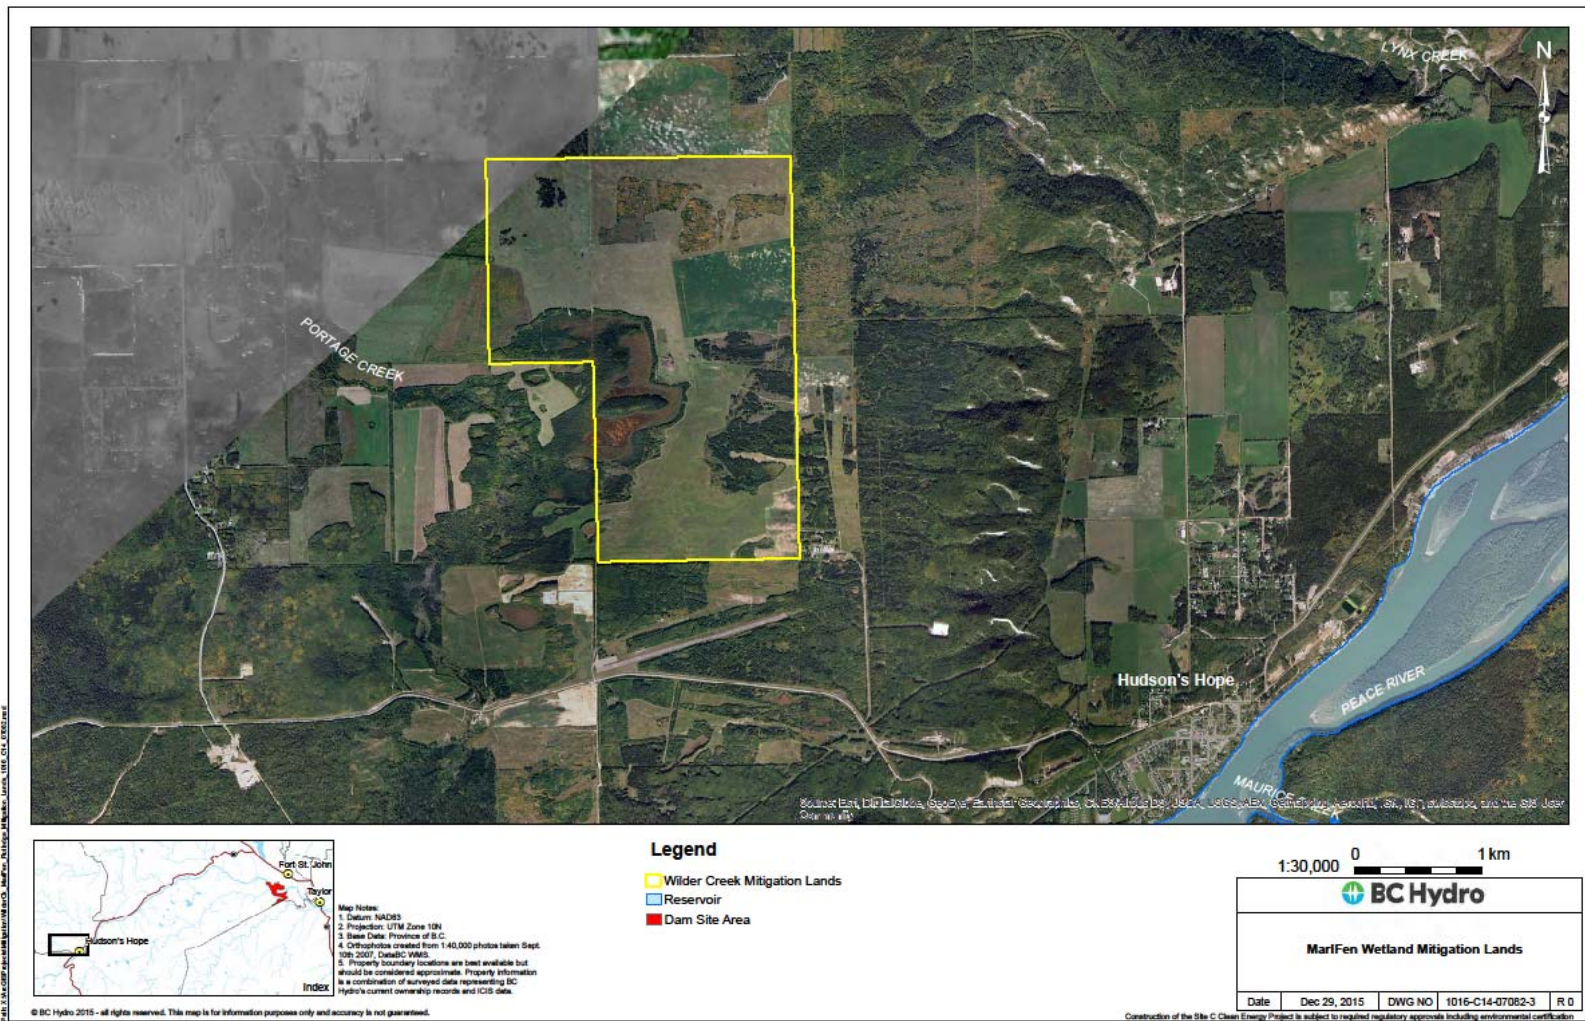 LYNX CREEK
N
PORTAGE CREEK
Hudson's Hope
PEACE RIVER
MAURICE CREEK
Fort St. John
Taylor
Hudson's Hope
Index
Map Notes:
1. Datum: NAD83
2. Projection: UTM Zone 10N
3. Base Data: Province of B.C.
4. Orthophotos created from 1:40,000 photos taken Sept.
10th 2007, DataBC WMS.
5. Property boundary locations are best available but
should be considered approximate. Property information
is a combination of surveyed data representing BC
Hydro's current ownership records and ICIS data.
Legend
Wilder Creek Mitigation Lands
Reservoir
Dam Site Area
1:30,000
0 1 km
BC Hydro
MarlFen Wetland Mitigation Lands
Date Dec 29, 2015 DWG NO 1016-C14-07082-3 R 0
© BC Hydro 2015 - all rights reserved. This map is for information purposes only and accuracy is not guaranteed.
Construction of the Site C Clean Energy Project is subject to required regulatory approvals including environmental certification